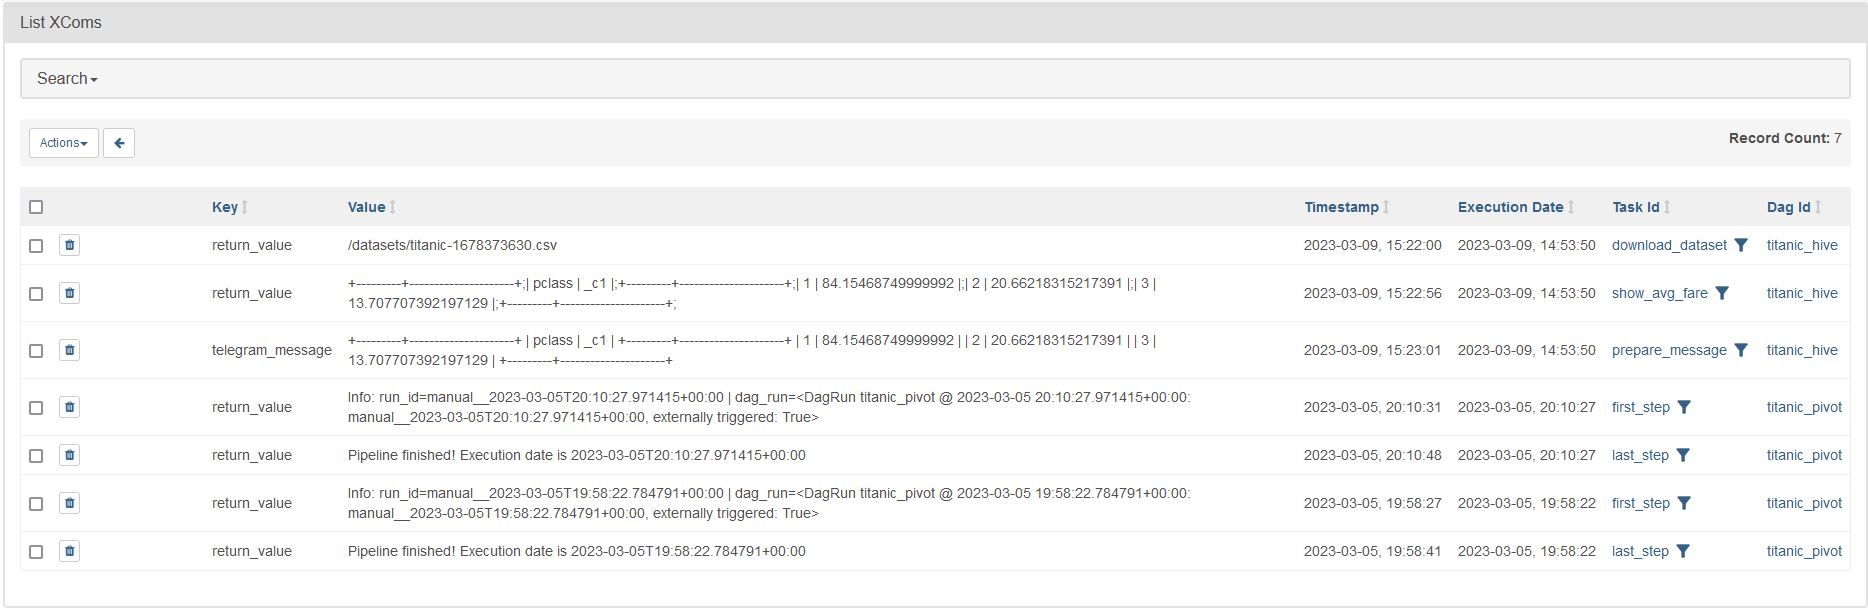 List XComs
Search
Actions
Record Count: 7
Key Value Timestamp Execution Date Task Id Dag Id
return_value /datasets/titanic-1678373630.csv 2023-03-09, 15:22:00 2023-03-09, 14:53:50 download_dataset titanic_hive
+---------+---------------------+;| pclass | _c1 |;+---------+---------------------+;| 1 | 84.15468749999992 |;| 2 | 20.66218315217391 |;| 3 |
return_value 2023-03-09, 15:22:56 2023-03-09, 14:53:50 show_avg_fare titanic_hive
13.707707392197129 |;+---------+---------------------+;
+---------+---------------------+ | pclass | _c1 | +---------+---------------------+ | 1 | 84.15468749999992 | | 2 | 20.66218315217391 | | 3 |
telegram_message 2023-03-09, 15:23:01 2023-03-09, 14:53:50 prepare_message titanic_hive
13.707707392197129 | +---------+---------------------+
Info: run_id=manual__2023-03-05T20:10:27.971415+00:00 | dag_run=<DagRun titanic_pivot @ 2023-03-05 20:10:27.971415+00:00:
return_value 2023-03-05, 20:10:31 2023-03-05, 20:10:27 first_step titanic_pivot
manual__2023-03-05T20:10:27.971415+00:00, externally triggered: True>
return_value Pipeline finished! Execution date is 2023-03-05T20:10:27.971415+00:00 2023-03-05, 20:10:48 2023-03-05, 20:10:27 last_step titanic_pivot
Info: run_id=manual__2023-03-05T19:58:22.784791+00:00 | dag_run=<DagRun titanic_pivot @ 2023-03-05 19:58:22.784791+00:00:
return_value 2023-03-05, 19:58:27 2023-03-05, 19:58:22 first_step titanic_pivot
manual__2023-03-05T19:58:22.784791+00:00, externally triggered: True>
return_value Pipeline finished! Execution date is 2023-03-05T19:58:22.784791+00:00 2023-03-05, 19:58:41 2023-03-05, 19:58:22 last_step titanic_pivot